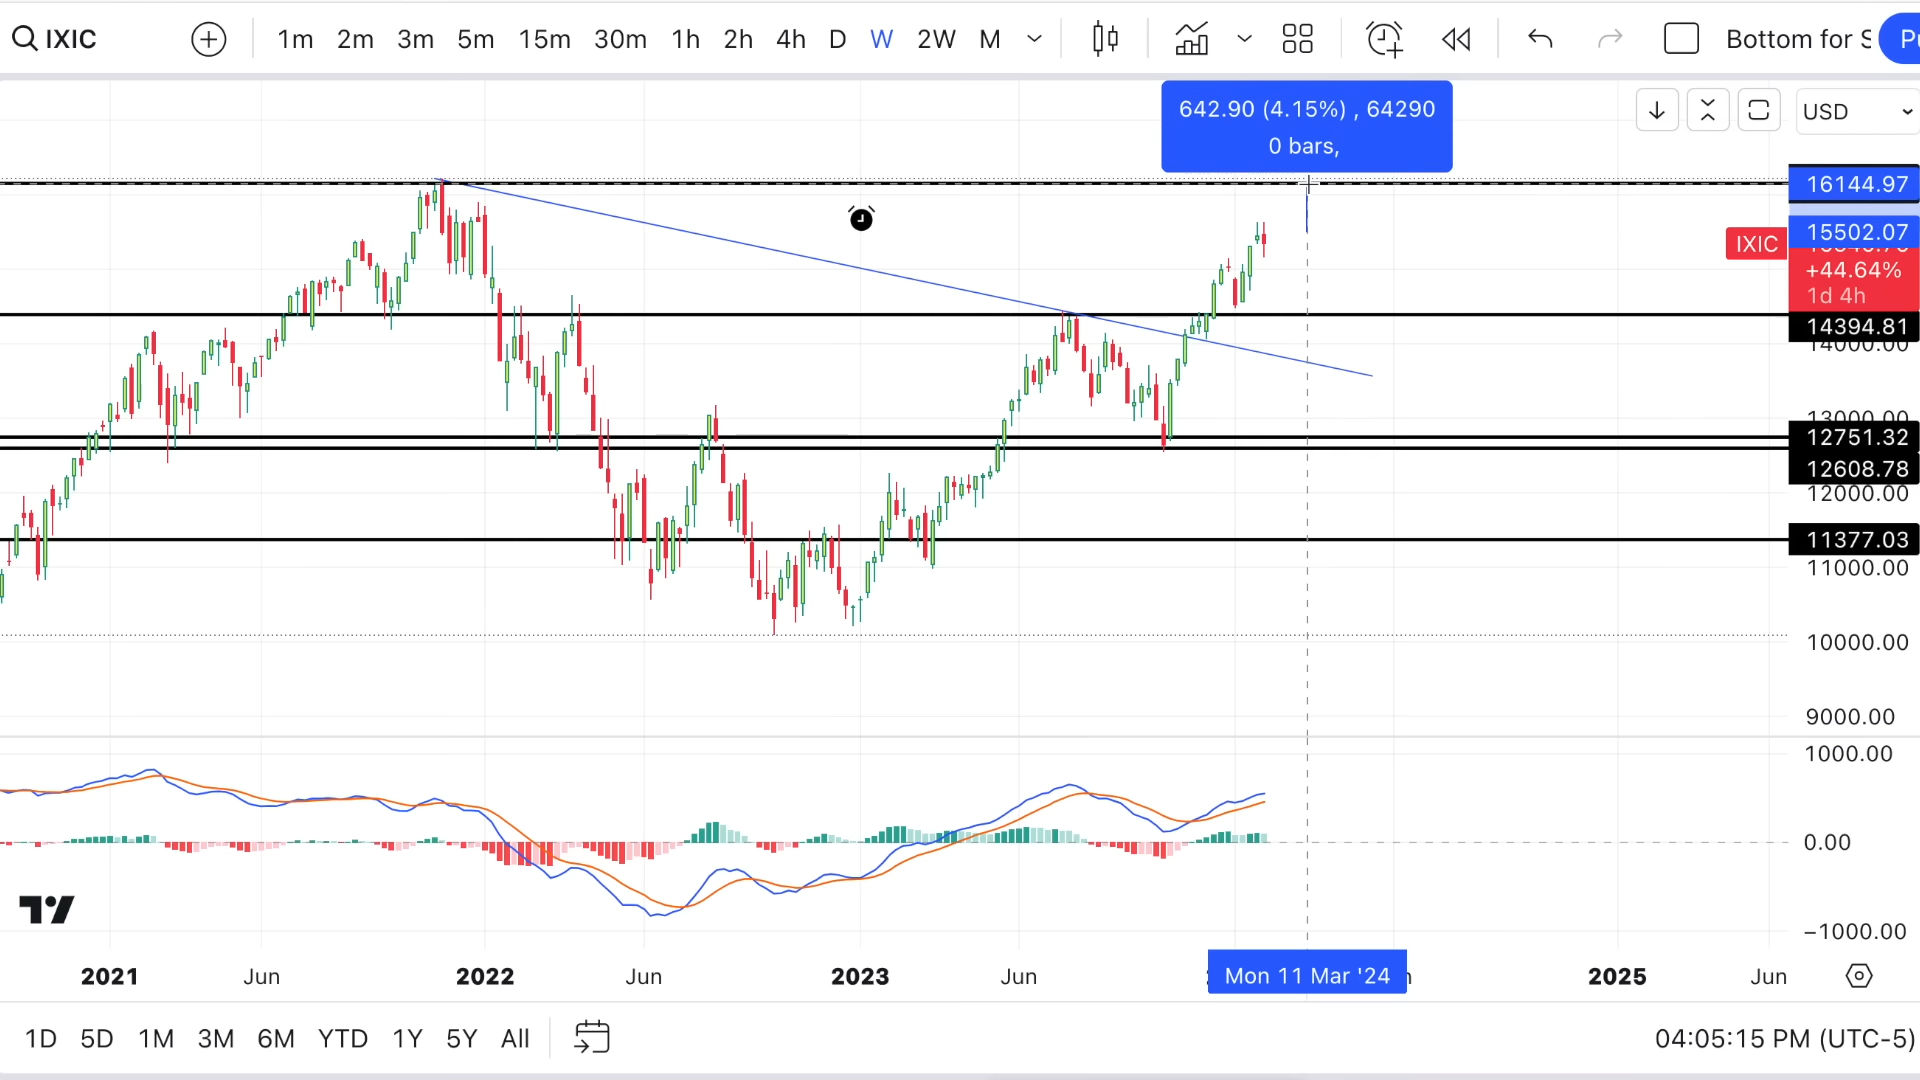 IXIC 1m 2m 3m 5m 15m 30m 1h 2h 4h D W 2W M Bottom for S Pu
642.90 (4.15%) , 64290
0 bars,
USD
16144.97
15502.07
IXIC
+44.64%
1d 4h
14394.81
14000.00
13000.00
12751.32
12608.78
12000.00
11377.03
11000.00
10000.00
9000.00
1000.00
0.00
−1000.00
2021 Jun 2022 Jun 2023 Jun Mon 11 Mar '24 2025 Jun
1D 5D 1M 3M 6M YTD 1Y 5Y All 04:05:15 PM (UTC-5)